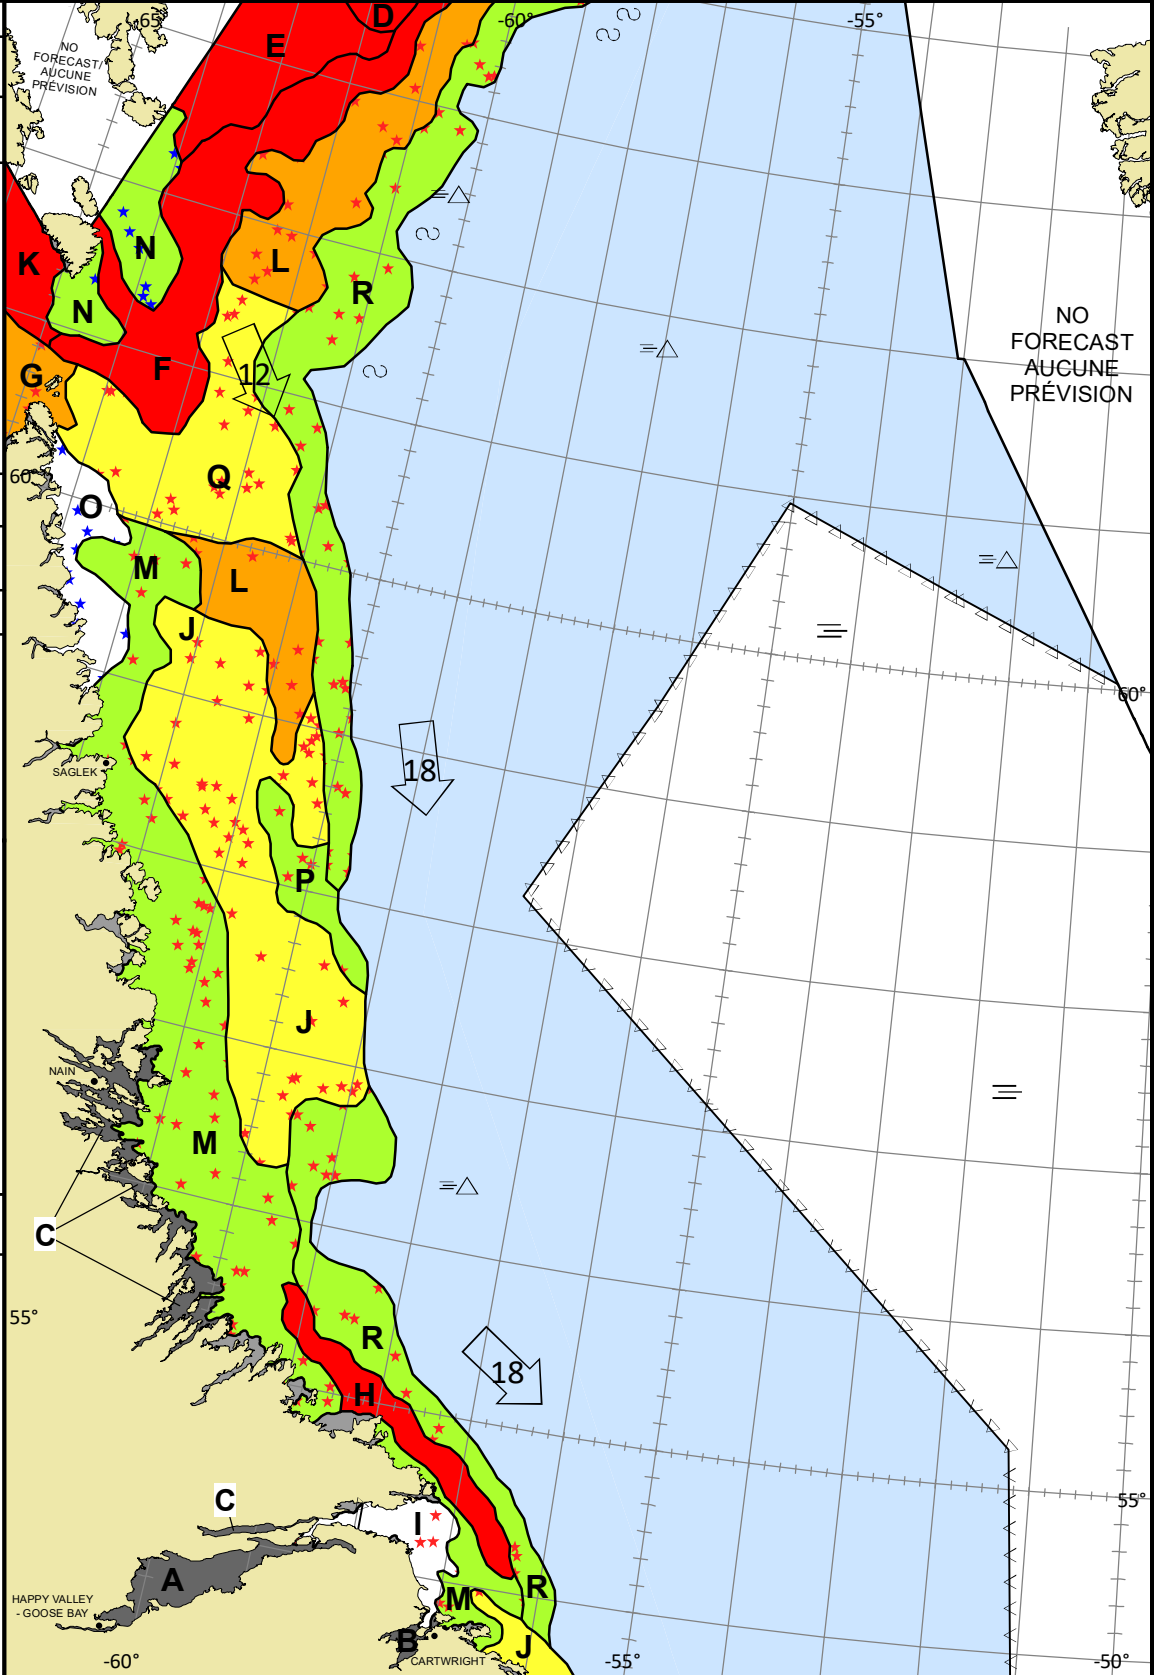 65°
D
-60°
-55°
E
NO
FORECAST/
AUCUNE
PRÉVISION
N
K
L
R
N
NO
FORECAST
AUCUNE
PRÉVISION
F
G
12
60°
Q
O
M
L
J
60°
SAGLEK
18
P
J
NAIN
M
C
55°
R
18
H
C
55°
I
A
R
M
HAPPY VALLEY
- GOOSE BAY
B
J
CARTWRIGHT
-60°
-55°
-50°